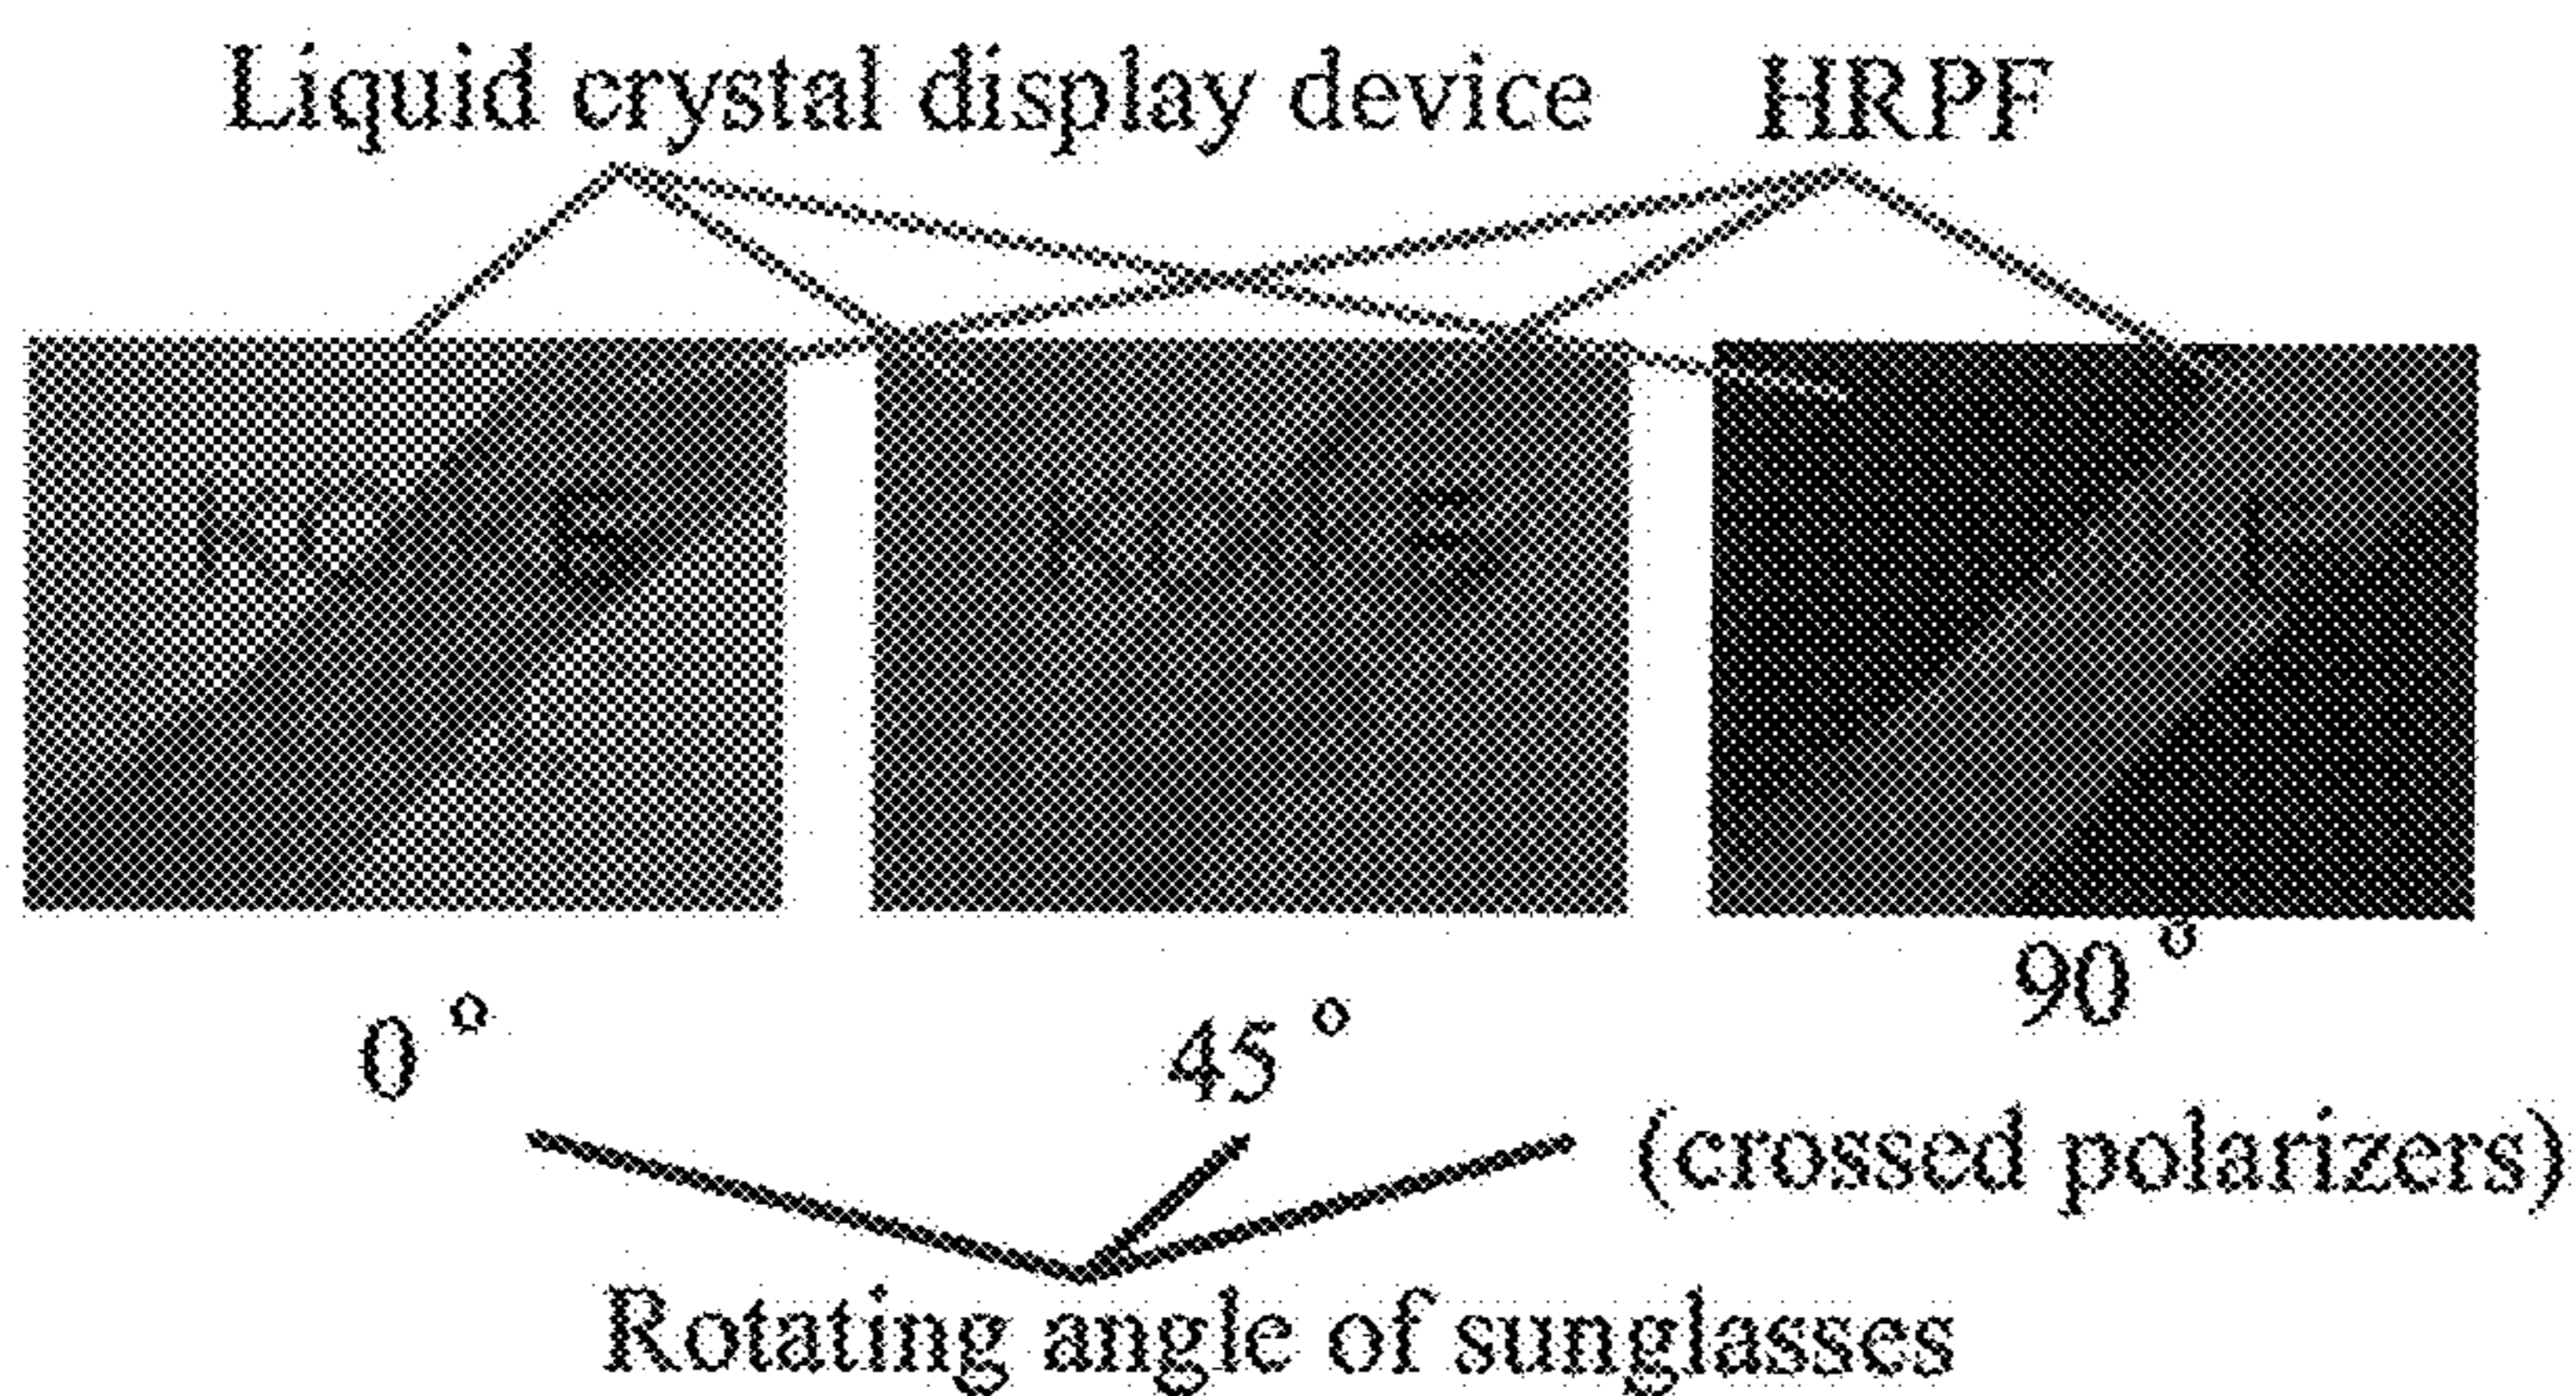 Liquid crystal display device HRPF
0 °
45 °
90 °
(crossed polarizers)
Rotating angle of sunglasses